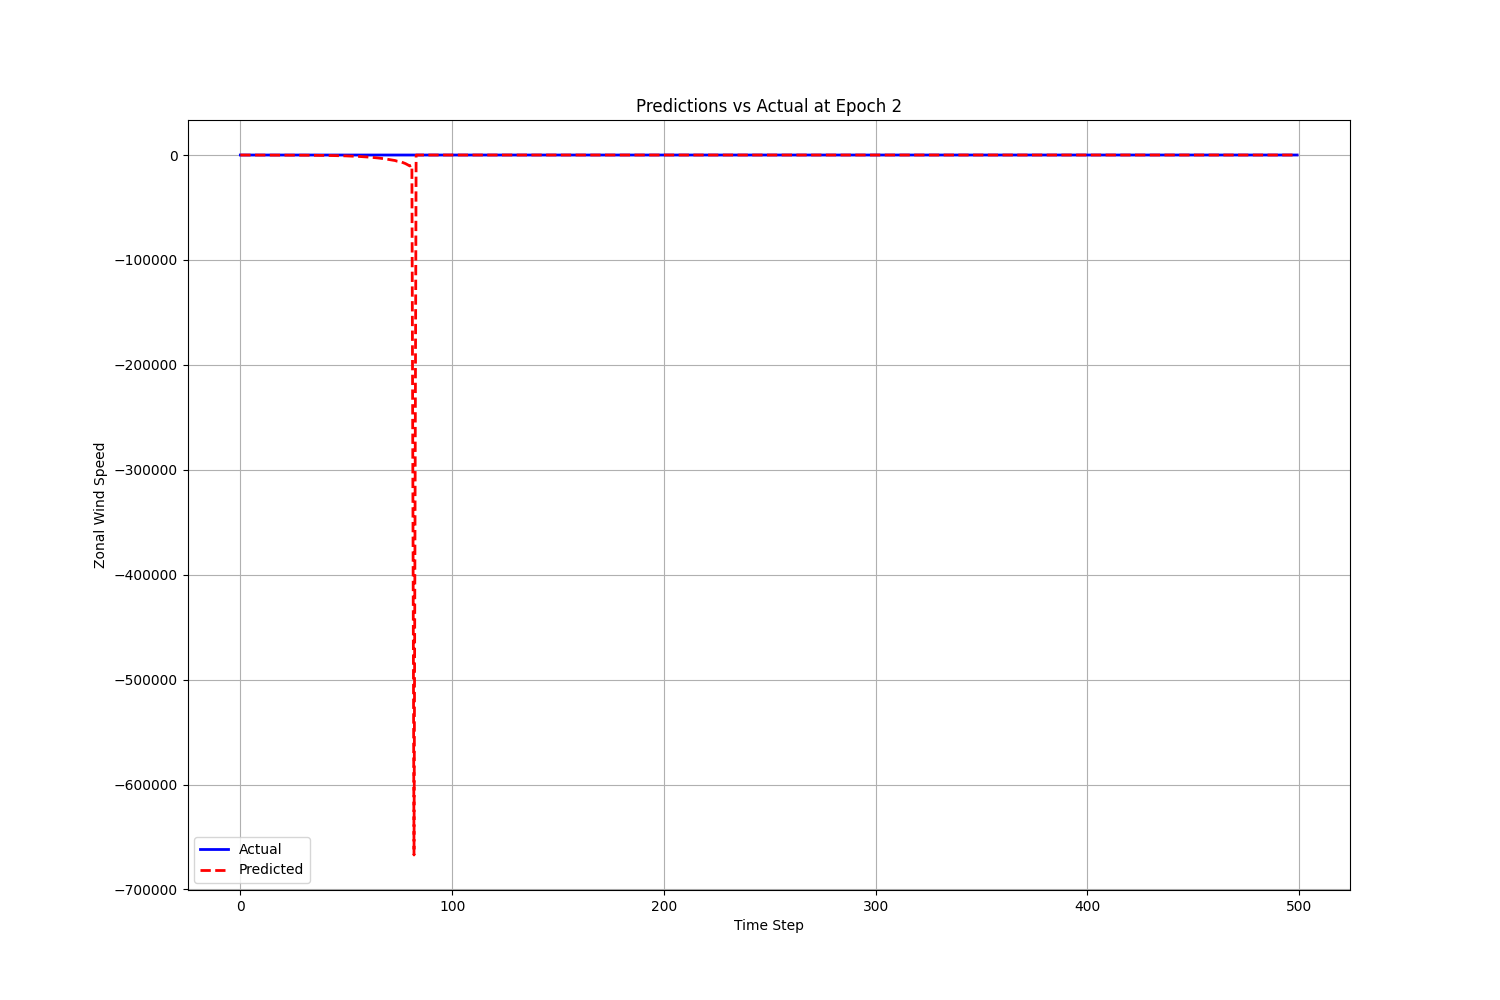 Predictions vs Actual at Epoch 2
Zonal Wind Speed
0
−100000
−200000
−300000
−400000
−500000
−600000
−700000
Actual
Predicted
0 100 200 300 400 500
Time Step